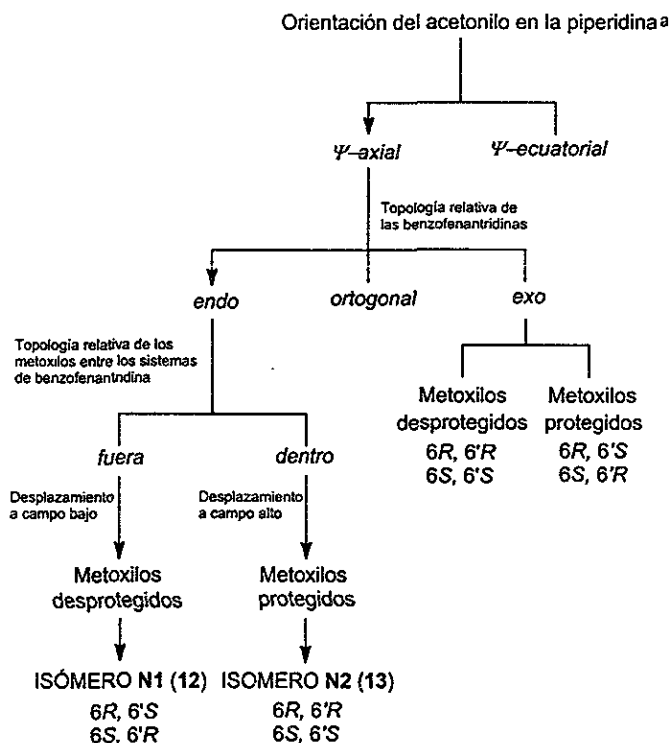 Orientación del acetonilo en la piperidina a
Ψ–axial
Ψ–ecuatorial
Topología relativa de
las benzofenantridinas
endo
ortogonal
exo
Topología relativa de los
metoxilos entre los sistemas
de benzofenantndina
Metoxilos
desprotegidos
6R, 6'R
6S, 6'S
Metoxilos
protegidos
6R, 6'S
6S, 6'R
fuera
dentro
Desplazamiento
a campo bajo
Desplazamiento
a campo alto
Metoxilos
desprotegidos
Metoxilos
protegidos
ISÓMERO N1 (12)
6R, 6'S
6S, 6'R
ISOMERO N2 (13)
6R, 6'R
6S, 6'S